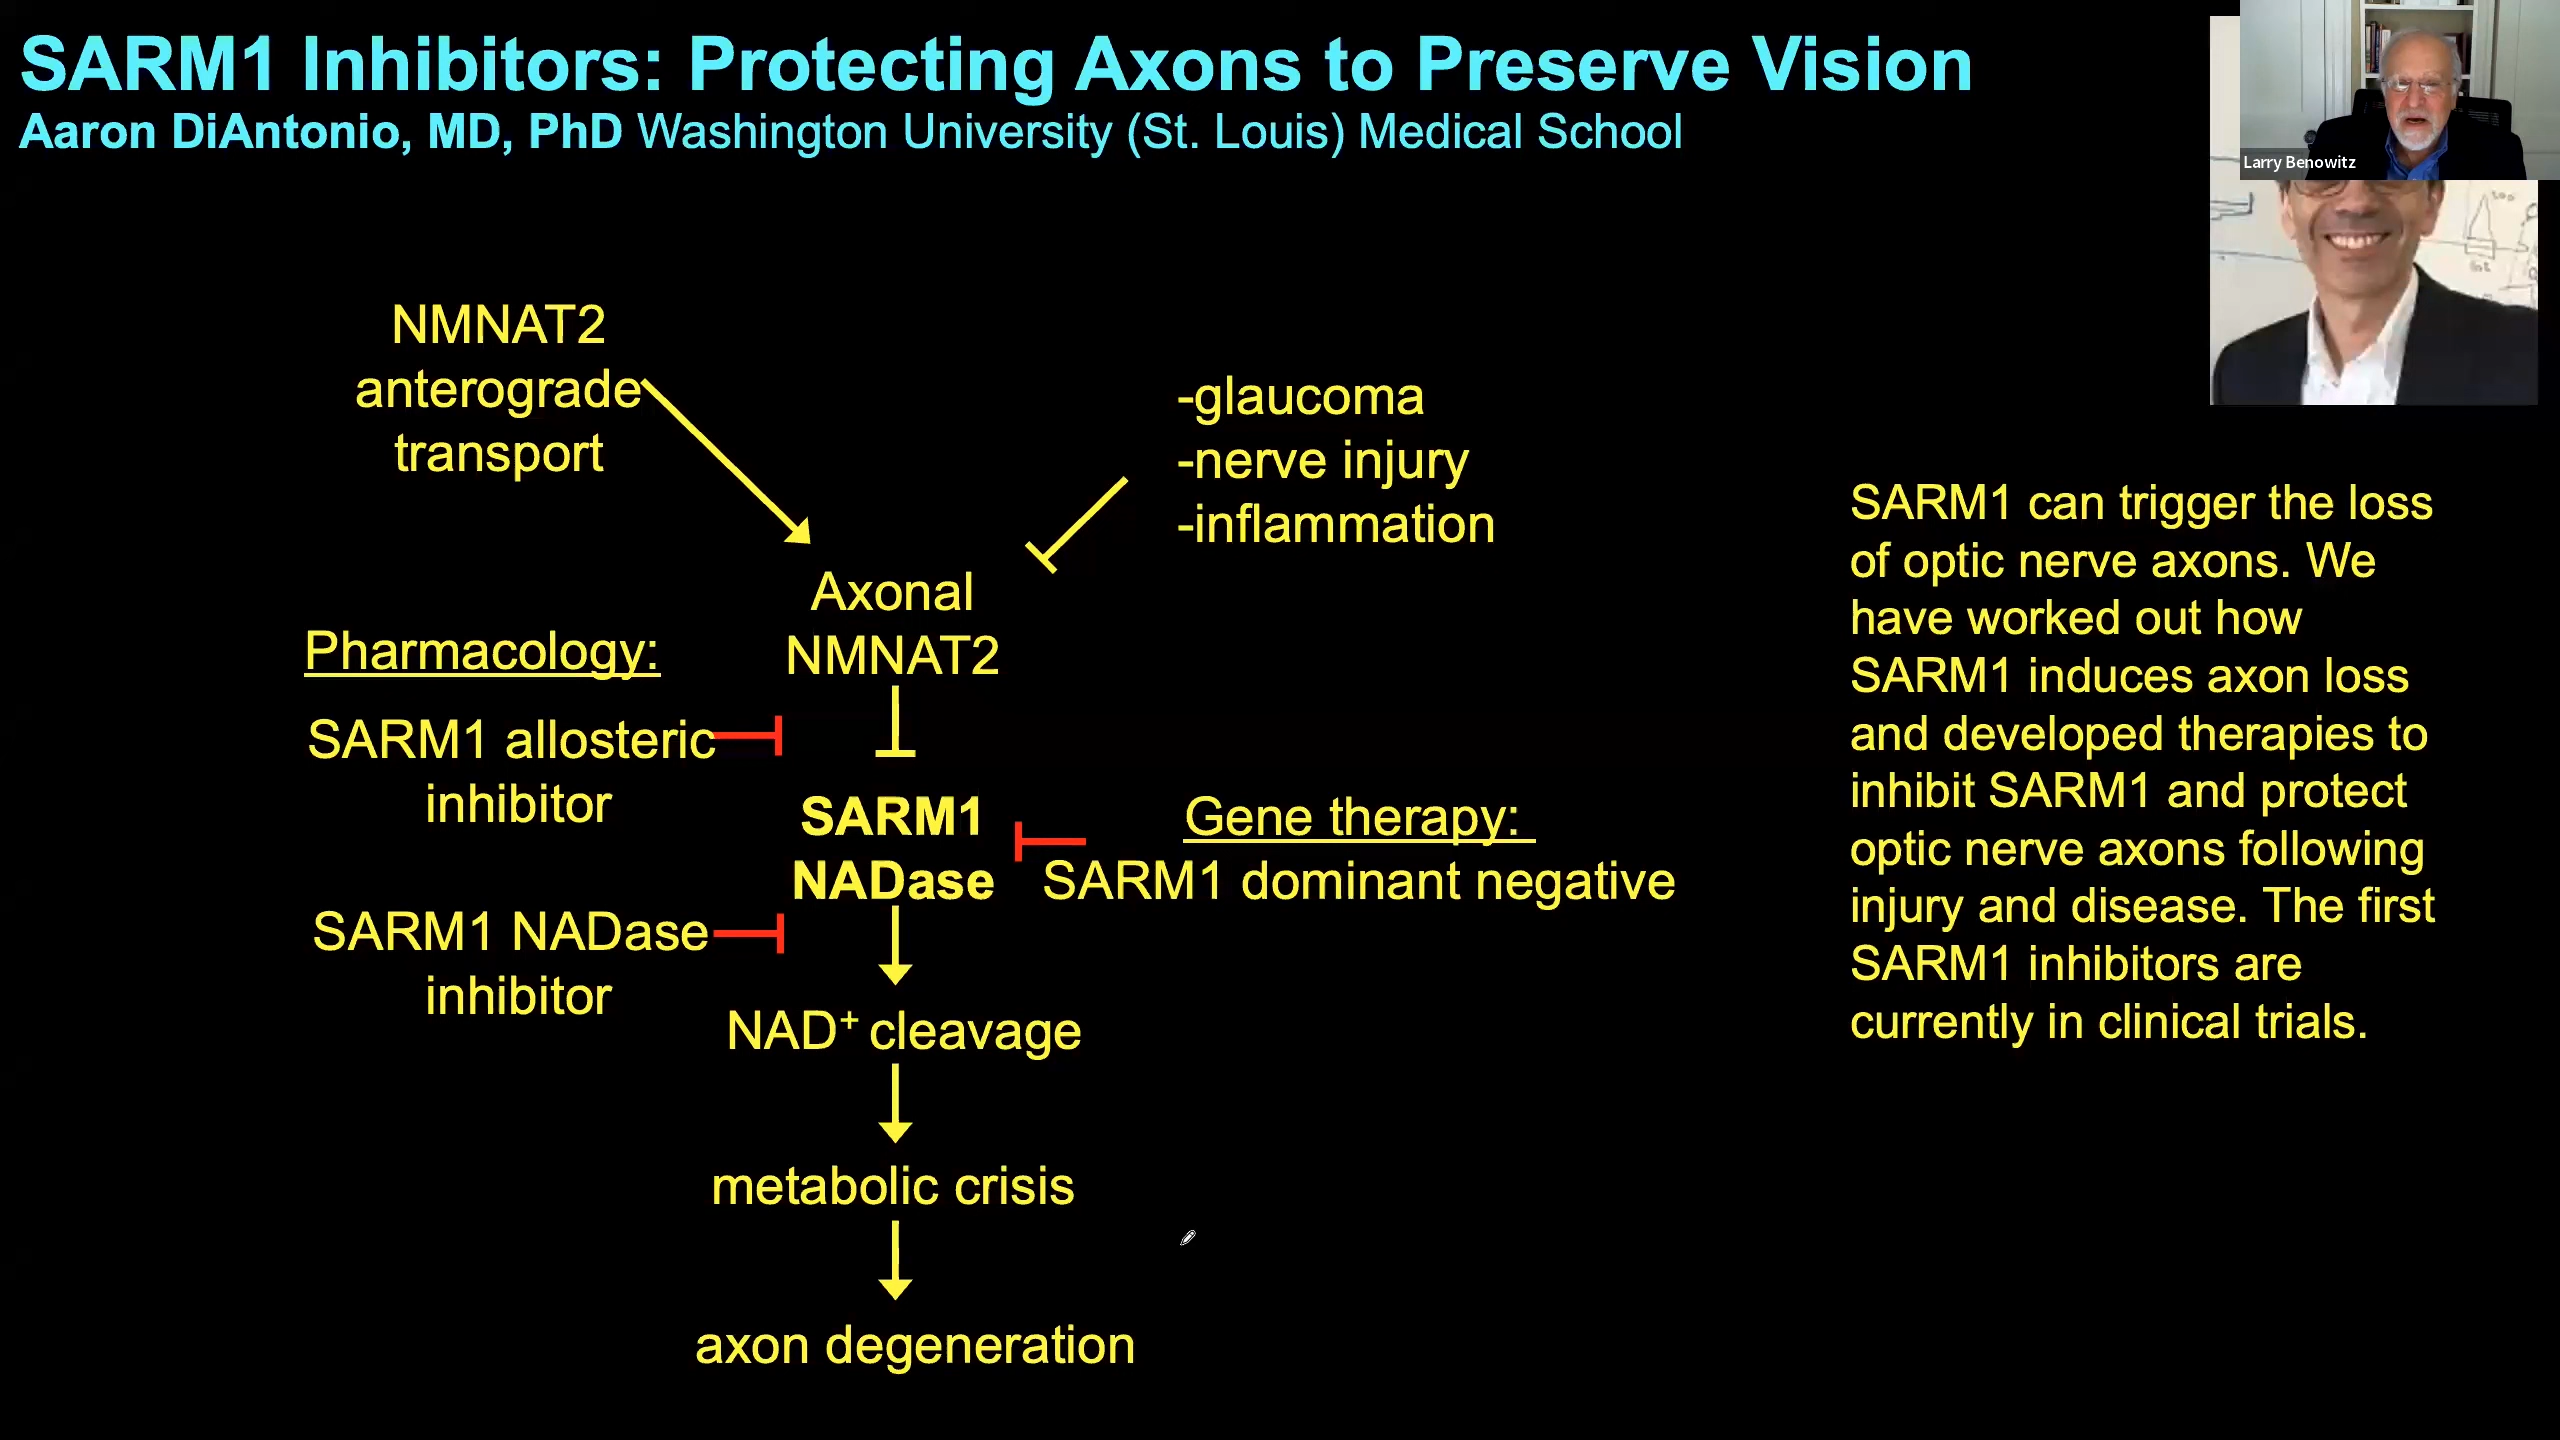 SARM1 Inhibitors: Protecting Axons to Preserve Vision
Aaron DiAntonio, MD, PhD Washington University (St. Louis) Medical School
Larry Benowitz
NMNAT2
anterograde
transport
-glaucoma
-nerve injury
-inflammation
Axonal
NMNAT2
Pharmacology:
SARM1 allosteric
inhibitor
SARM1
NADase
Gene therapy:
SARM1 dominant negative
SARM1 NADase
inhibitor
NAD⁺ cleavage
metabolic crisis
axon degeneration
SARM1 can trigger the loss
of optic nerve axons. We
have worked out how
SARM1 induces axon loss
and developed therapies to
inhibit SARM1 and protect
optic nerve axons following
injury and disease. The first
SARM1 inhibitors are
currently in clinical trials.